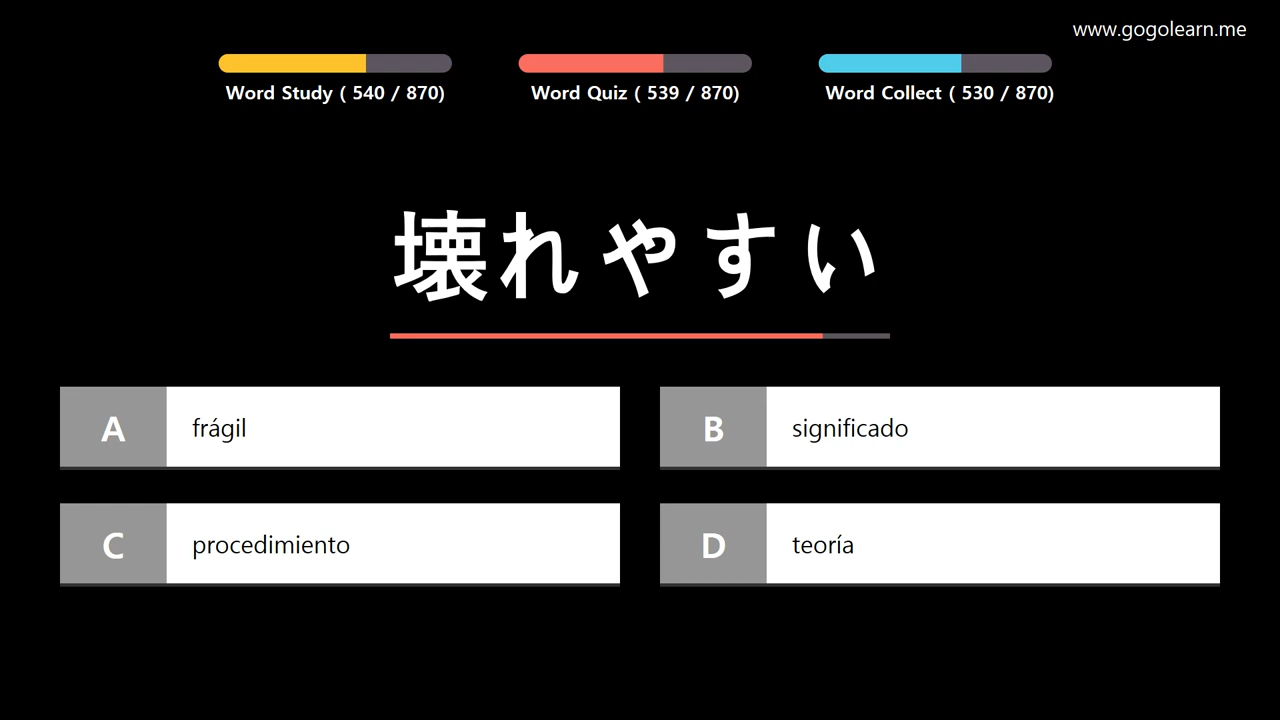 www.gogolearn.me
Word Study ( 540 / 870)
Word Quiz ( 539 / 870)
Word Collect ( 530 / 870)
壊れやすい
A frágil
B significado
C procedimiento
D teoría